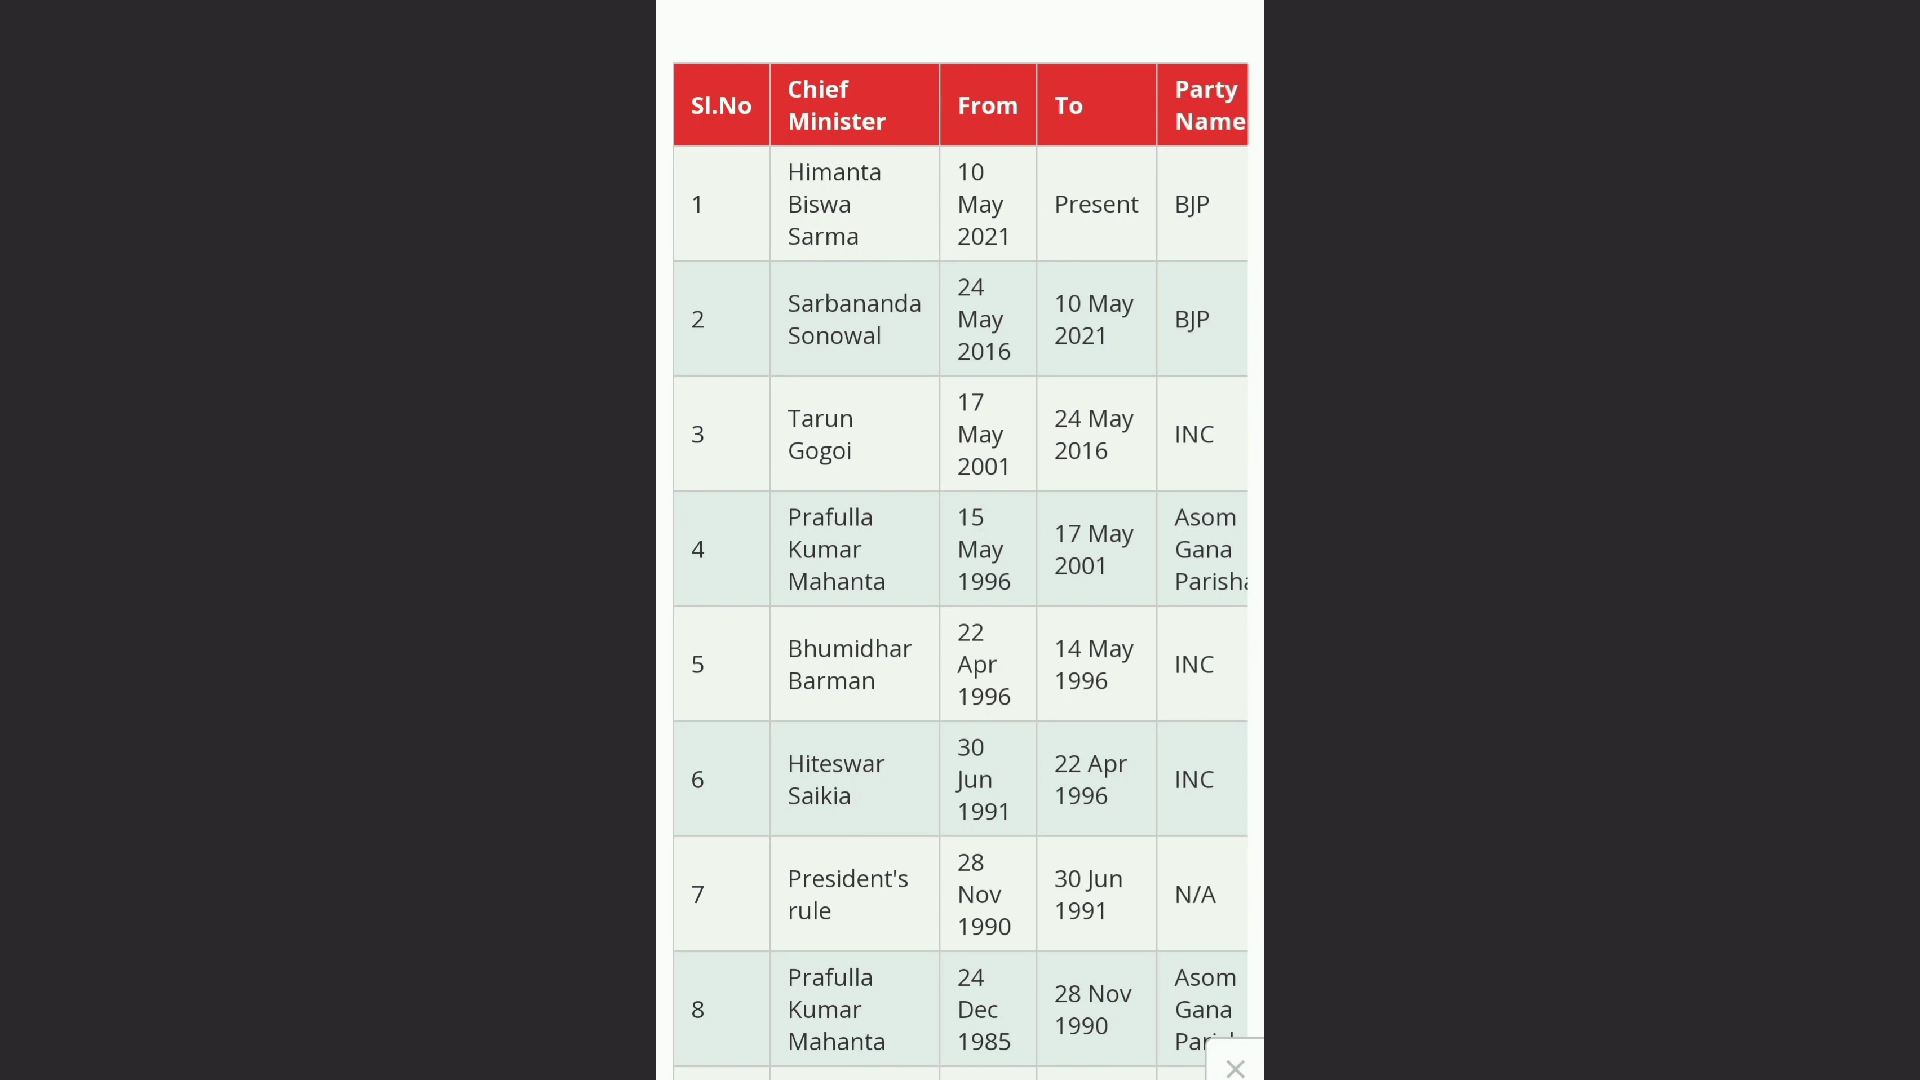 Sl.No
Chief
Minister
From
To
Party
Name
1
Himanta
Biswa
Sarma
10
May
2021
Present
BJP
2
Sarbananda
Sonowal
24
May
2016
10 May
2021
BJP
3
Tarun
Gogoi
17
May
2001
24 May
2016
INC
4
Prafulla
Kumar
Mahanta
15
May
1996
17 May
2001
Asom
Gana
5
Bhumidhar
Barman
22
Apr
1996
14 May
1996
INC
6
Hiteswar
Saikia
30
Jun
1991
22 Apr
1996
INC
7
President's
rule
28
Nov
1990
30 Jun
1991
N/A
8
Prafulla
Kumar
Mahanta
24
Dec
1985
28 Nov
1990
Asom
Gana